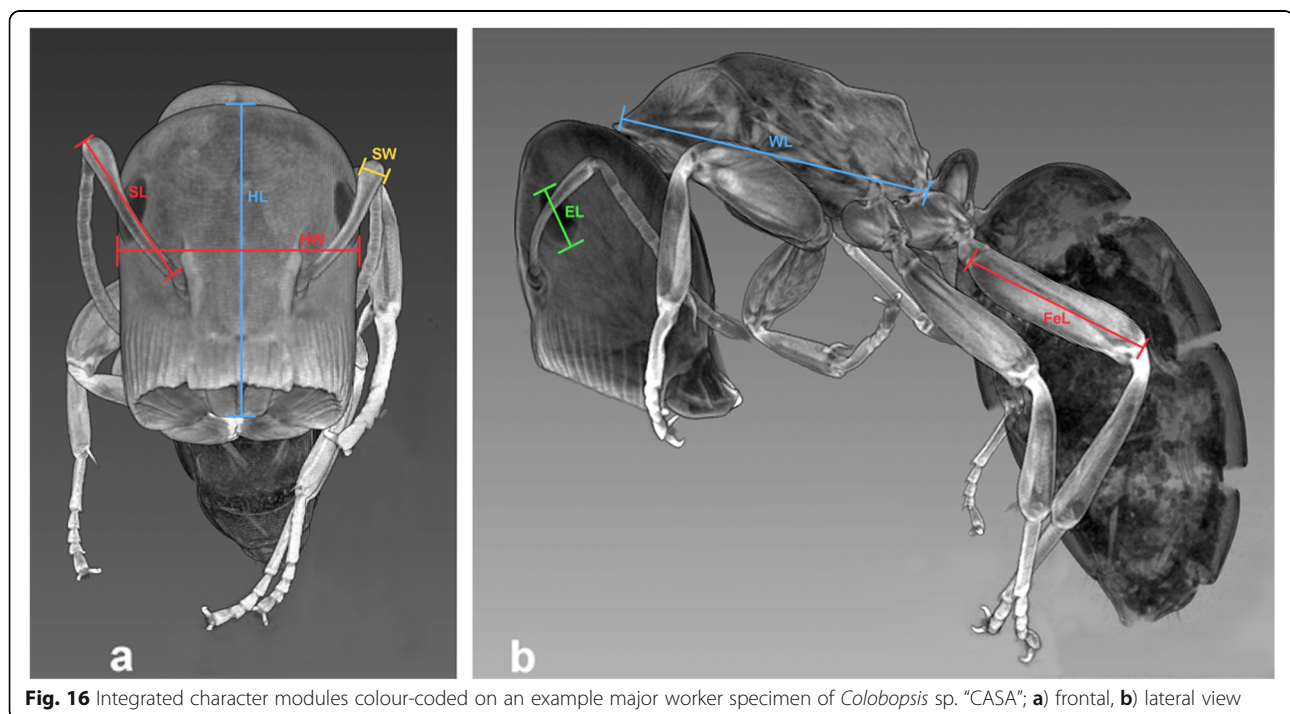 SL
HL
SW
HW
a
EL
WL
FeL
b
Fig. 16 Integrated character modules colour-coded on an example major worker specimen of Colobopsis sp. “CASA”; a) frontal, b) lateral view